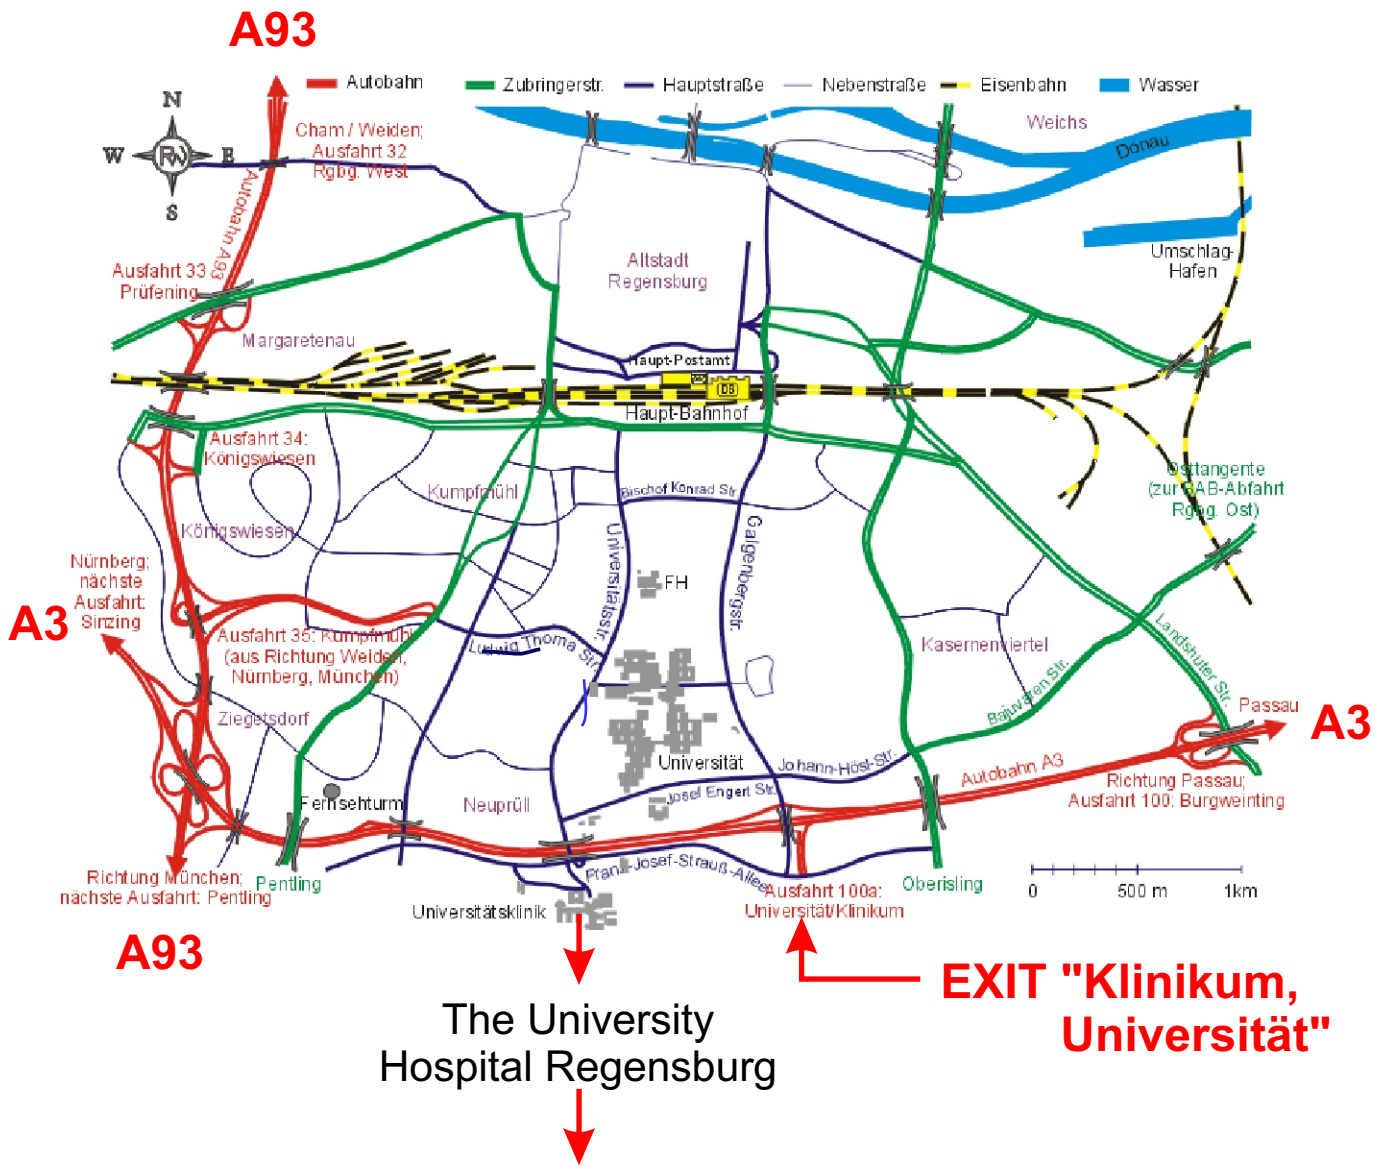 A93
Autobahn
Zubringerstr.
Hauptstraße
Nebenstraße
Eisenbahn
Wasser
N
W
E
S
RW
Cham / Weiden;
Ausfahrt 32
Rgbg. West
Weichs
Donau
Autobahn A93
Ausfahrt 33
Prüfening
Altstadt
Regensburg
Umschlag-
Hafen
Margaretenau
Haupt-Postamt
DB
Haupt-Bahnhof
Ausfahrt 34:
Königswiesen
Kumpfmühl
Bischof Konrad Str.
Osttangente
(zur BAB-Abfahrt
Rgbg. Ost)
Königswiesen
Universitätsstr.
Galgenbergstr.
Nürnberg;
nächste
Ausfahrt:
Sinzing
A3
FH
Ausfahrt 35: Kumpfmühl
(aus Richtung Weiden,
Nürnberg, München)
Ludwig Thoma Str.
Kasernenviertel
Landshuter Str.
Bajuwaren Str.
Ziegetsdorf
Passau
A3
Universität
Johann-Hösl-Str.
Autobahn A3
Richtung Passau;
Ausfahrt 100: Burgweinting
Fernsehturm
Neuprüll
Josef Engert Str.
Franz-Josef-Strauß-Allee
Richtung München;
nächste Ausfahrt: Pentling
Pentling
Oberisling
0
500 m
1km
Universitätsklinik
Ausfahrt 100a:
Universität/Klinikum
A93
EXIT "Klinikum,
Universität"
The University
Hospital Regensburg